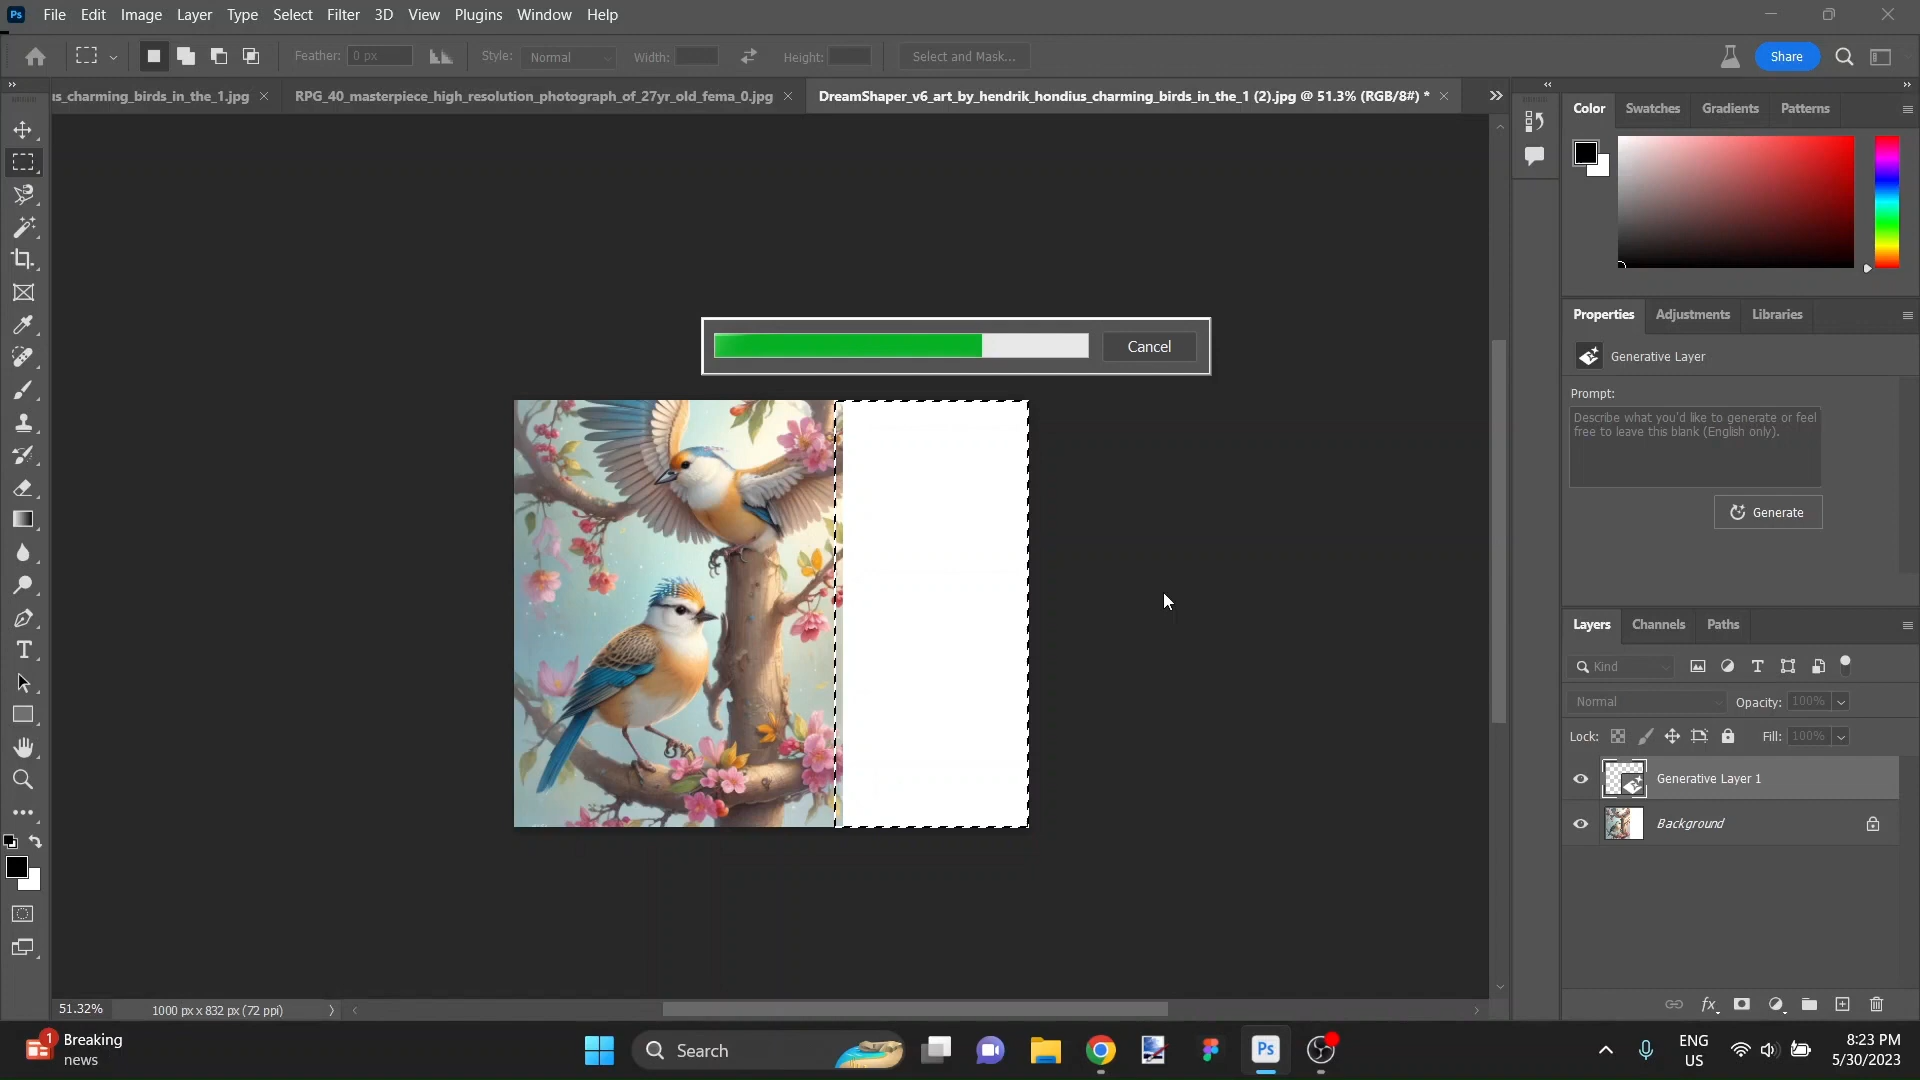 Ps File Edit Image Layer Type Select Filter 3D View Plugins Window Help
Feather: 0 px Style: Normal Width: Height: Select and Mask... Share
s_charming_birds_in_the_1.jpg RPG_40_masterpiece_high_resolution_photograph_of_27yr_old_fema_0.jpg DreamShaper_v6_art_by_hendrik_hondius_charming_birds_in_the_1 (2).jpg @ 51.3% (RGB/8#) *
Color Swatches Gradients Patterns
Cancel
Properties Adjustments Libraries
Generative Layer
Prompt:
Describe what you'd like to generate or feel
free to leave this blank (English only).
Generate
Layers Channels Paths
Kind
Normal Opacity: 100%
Lock: Fill: 100%
Generative Layer 1
Background
fx
51.32% 1000 px x 832 px (72 ppi)
1 Breaking
news
Search
Ps
ENG
US
8:23 PM
5/30/2023